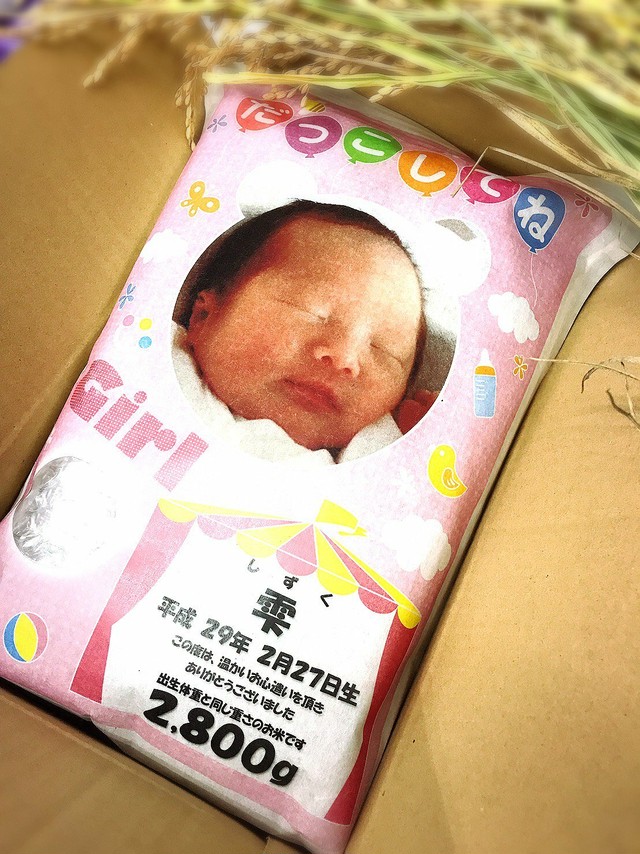 だっこしてね
Girl
しずく
雫
平成 29年 2月27日生
この度は、温かいお心遣いを頂き
ありがとうございました
出生体重と同じ重さのお米です
2,800g